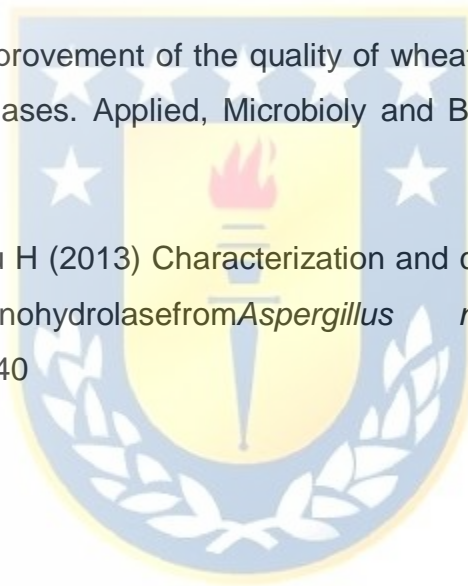 provement of the quality of wheat
ases. Applied, Microbioly and B
u H (2013) Characterization and c
nohydrolasefromAspergillus
40